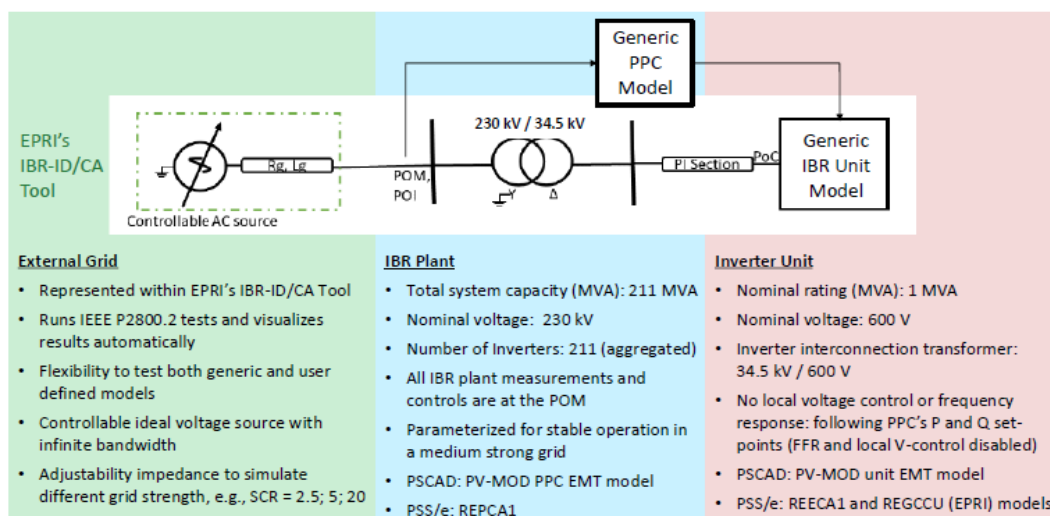 Generic
PPC
Model
EPRI's
IBR-ID/CA
Tool
230 kV / 34.5 kV
Rg, Lg
POM,
POI
Y
Δ
PI Section
PoC
Generic
IBR Unit
Model
Controllable AC source
External Grid
• Represented within EPRI's IBR-ID/CA Tool
• Runs IEEE P2800.2 tests and visualizes
results automatically
• Flexibility to test both generic and user
defined models
• Controllable ideal voltage source with
infinite bandwidth
• Adjustability impedance to simulate
different grid strength, e.g., SCR = 2.5; 5; 20
IBR Plant
• Total system capacity (MVA): 211 MVA
• Nominal voltage: 230 kV
• Number of Inverters: 211 (aggregated)
• All IBR plant measurements and
controls are at the POM
• Parameterized for stable operation in
a medium strong grid
• PSCAD: PV-MOD PPC EMT model
• PSS/e: REPCA1
Inverter Unit
• Nominal rating (MVA): 1 MVA
• Nominal voltage: 600 V
• Inverter interconnection transformer:
34.5 kV / 600 V
• No local voltage control or frequency
response: following PPC's P and Q set-
points (FFR and local V-control disabled)
• PSCAD: PV-MOD unit EMT model
• PSS/e: REECA1 and REGCCU (EPRI) models